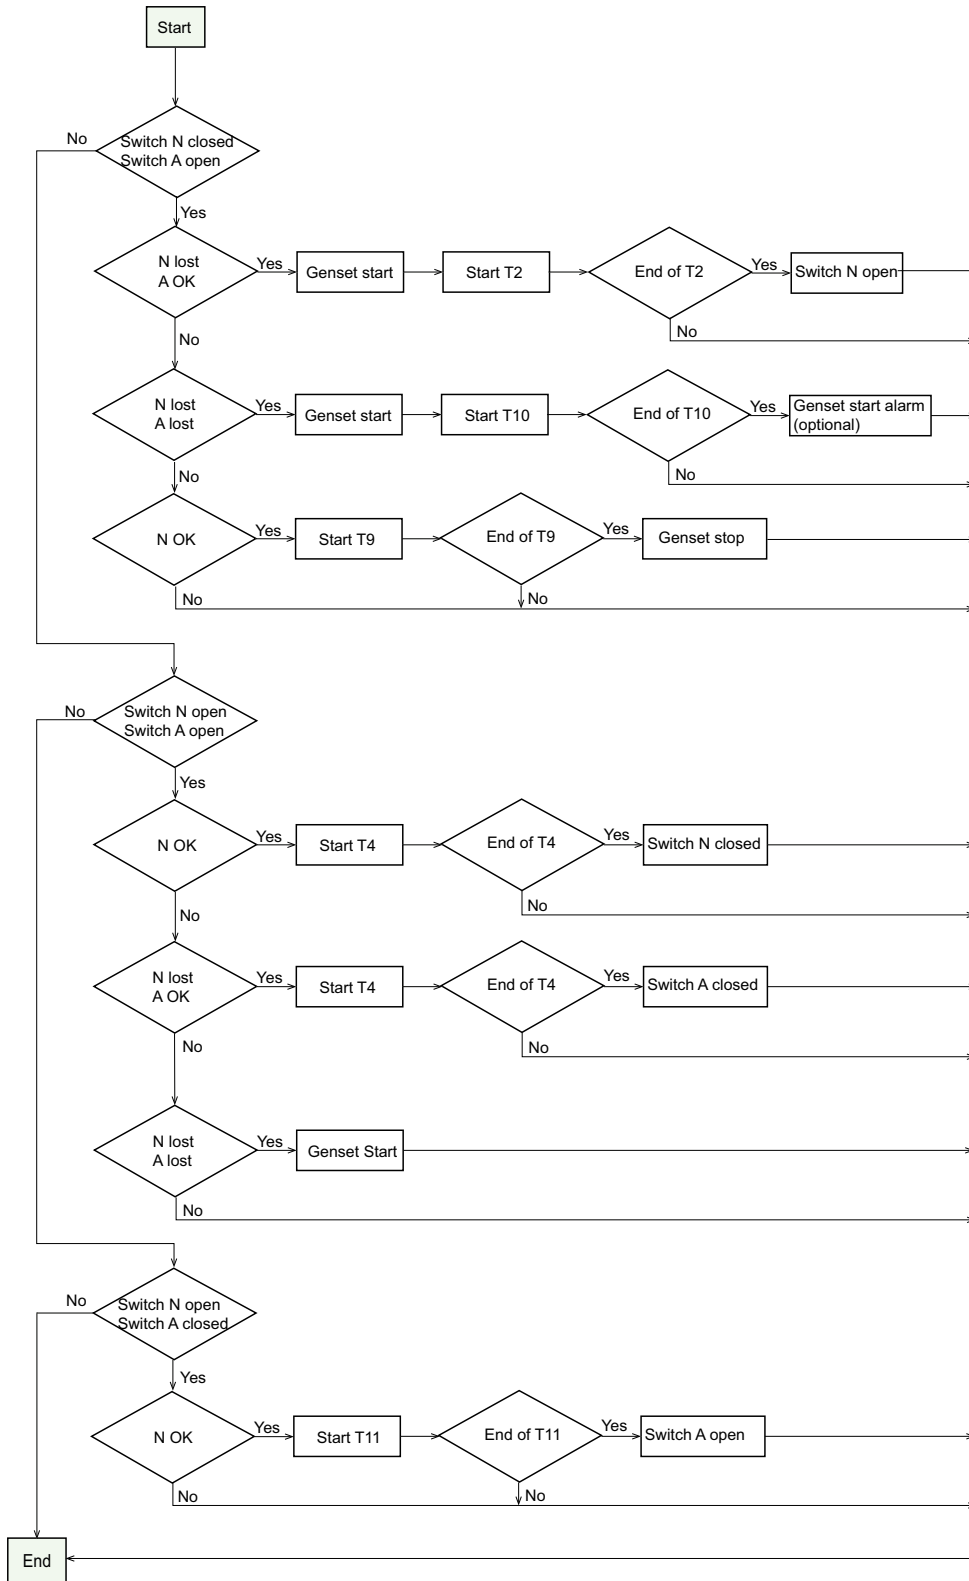 Start
No
Switch N closed
Switch A open
Yes
N lost
A OK
Yes
Genset start
Start T2
End of T2
Yes
Switch N open
No
No
N lost
A lost
Yes
Genset start
Start T10
End of T10
Yes
Genset start alarm
(optional)
No
No
N OK
Yes
Start T9
End of T9
Yes
Genset stop
No
No
No
Switch N open
Switch A open
Yes
N OK
Yes
Start T4
End of T4
Yes
Switch N closed
No
No
N lost
A OK
Yes
Start T4
End of T4
Yes
Switch A closed
No
No
N lost
A lost
Yes
Genset Start
No
No
Switch N open
Switch A closed
Yes
N OK
Yes
Start T11
End of T11
Yes
Switch A open
No
No
End